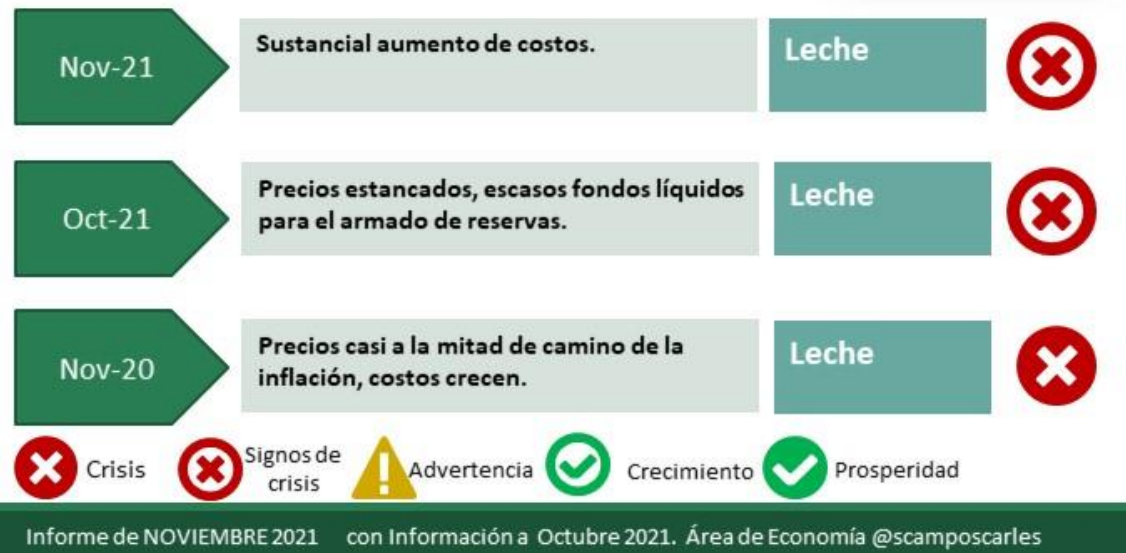 Nov-21
Sustancial aumento de costos.
Leche
Oct-21
Precios estancados, escasos fondos líquidos
para el armado de reservas.
Leche
Nov-20
Precios casi a la mitad de camino de la
inflación, costos crecen.
Leche
Crisis
Signos de
crisis
Advertencia
Crecimiento
Prosperidad
Informe de NOVIEMBRE 2021 con Información a Octubre 2021. Área de Economía @scamposcarles